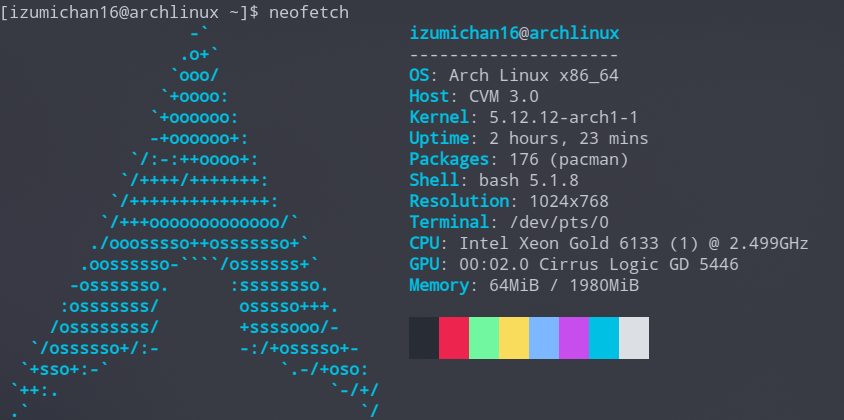 [izumichan16@archlinux ~]$ neofetch
                  -`                     izumichan16@archlinux
                 .o+`                    ---------------------
                `ooo/                    OS: Arch Linux x86_64
               `+oooo:                   Host: CVM 3.0
              `+oooooo:                  Kernel: 5.12.12-arch1-1
              -+oooooo+:                 Uptime: 2 hours, 23 mins
            `/:-:++oooo+:                Packages: 176 (pacman)
           `/++++/+++++++:               Shell: bash 5.1.8
          `/++++++++++++++:              Resolution: 1024x768
         `/+++ooooooooooooo/`            Terminal: /dev/pts/0
        ./ooosssso++osssssso+`           CPU: Intel Xeon Gold 6133 (1) @ 2.499GHz
       .oossssso-````/ossssss+`          GPU: 00:02.0 Cirrus Logic GD 5446
      -osssssso.      :ssssssso.         Memory: 64MiB / 1980MiB
     :osssssss/        osssso+++.
    /ossssssss/        +ssssooo/-
  `/ossssso+/:-        -:/+osssso+-
 `+sso+:-`                 `.-/+oso:
`++:.                           `-/+/
.`                                 `/